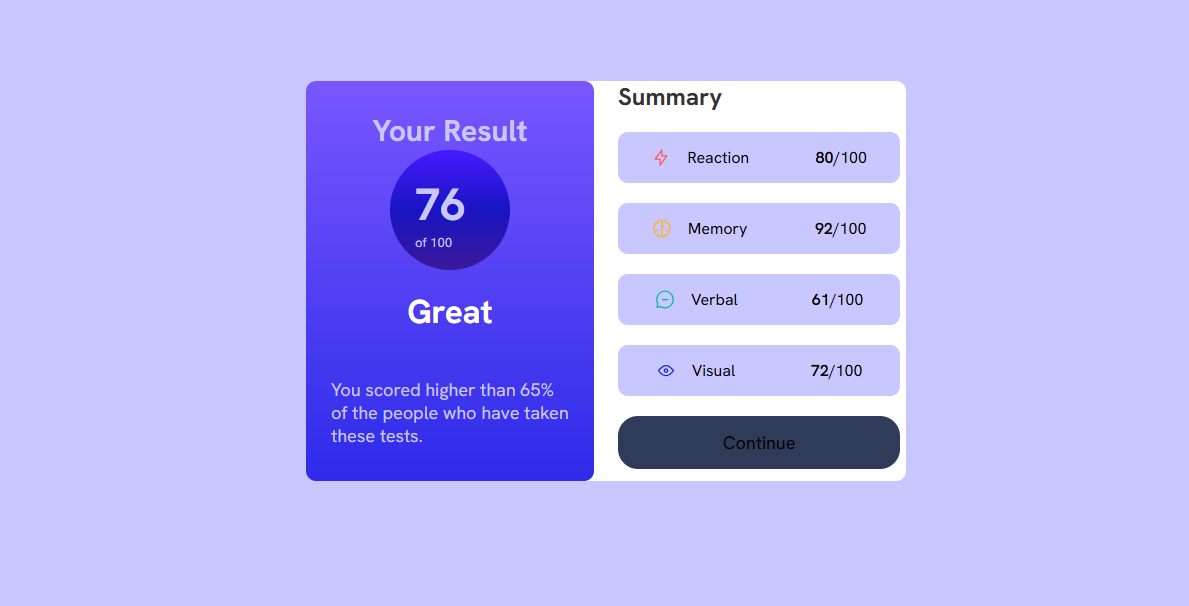 Your Result
76
of 100
Great
You scored higher than 65%
of the people who have taken
these tests.
Summary
Reaction 80/100
Memory 92/100
Verbal 61/100
Visual 72/100
Continue